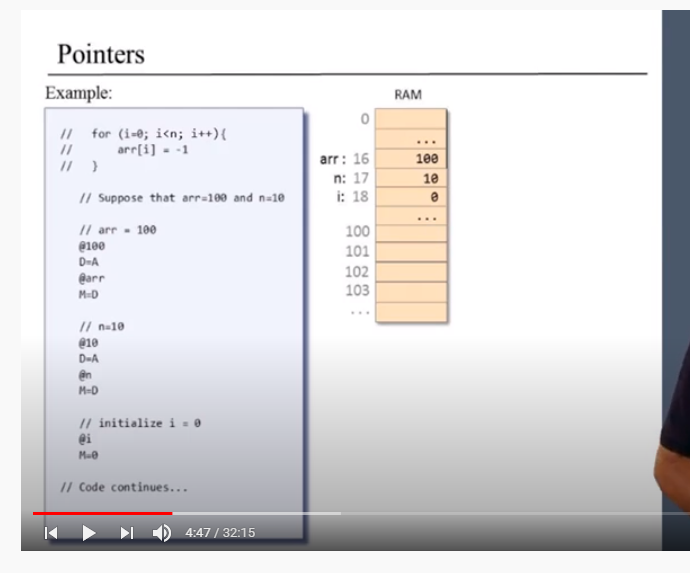 Pointers
Example:
//   for (i=0; i<n; i++){
//      arr[i] = -1
//   }
// Suppose that arr=100 and n=10
// arr = 100
@100
D=A
@arr
M=D
// n=10
@10
D=A
@n
M=D
// initialize i = 0
@i
M=0
// Code continues...
RAM
0
...
arr: 16 100
n: 17 10
i: 18 0
...
100
101
102
103
...
4:47 / 32:15